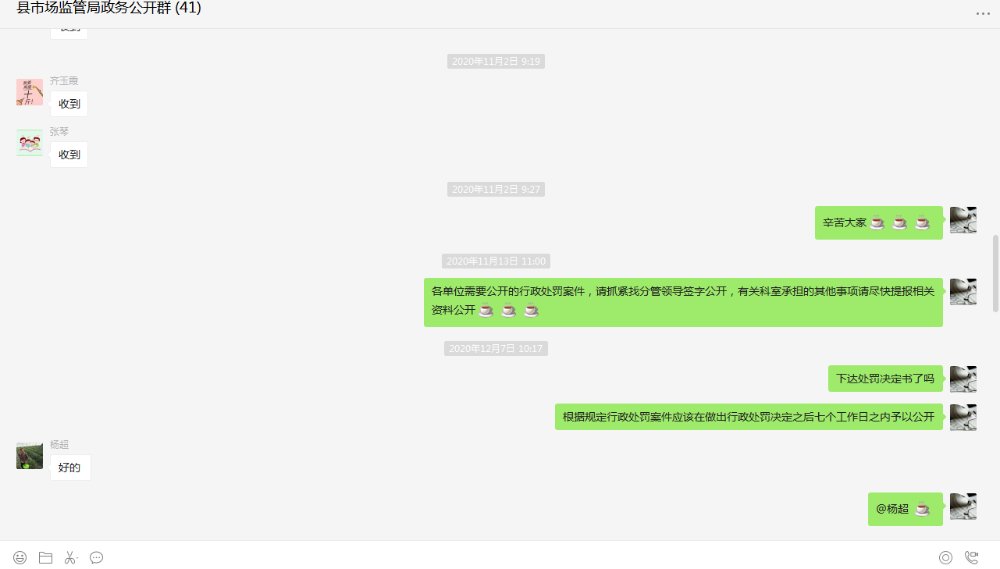 县市场监管局政务公开群 (41)
收到
2020年11月2日 9:19
齐玉霞
收到
张琴
收到
2020年11月2日 9:27
辛苦大家
2020年11月13日 11:00
各单位需要公开的行政处罚案件，请抓紧找分管领导签字公开，有关科室承担的其他事项请尽快提报相关
资料公开
2020年12月7日 10:17
下达处罚决定书了吗
根据规定行政处罚案件应该在做出行政处罚决定之后七个工作日之内予以公开
杨超
好的
@杨超